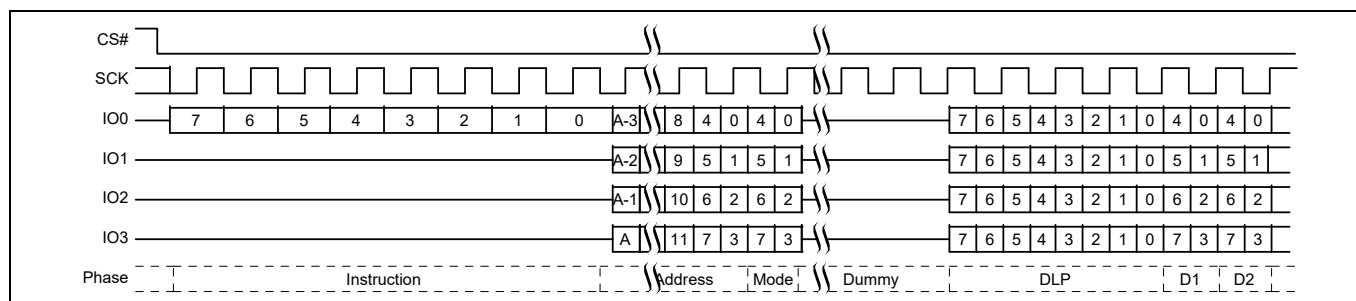 CS#
SCK
IO0 7 6 5 4 3 2 1 0 A-3 8 4 0 4 0 7 6 5 4 3 2 1 0 4 0 4 0
IO1 A-2 9 5 1 5 1 7 6 5 4 3 2 1 0 5 1 5 1
IO2 A-1 10 6 2 6 2 7 6 5 4 3 2 1 0 6 2 6 2
IO3 A 11 7 3 7 3 7 6 5 4 3 2 1 0 7 3 7 3
Phase Instruction Address Mode Dummy DLP D1 D2